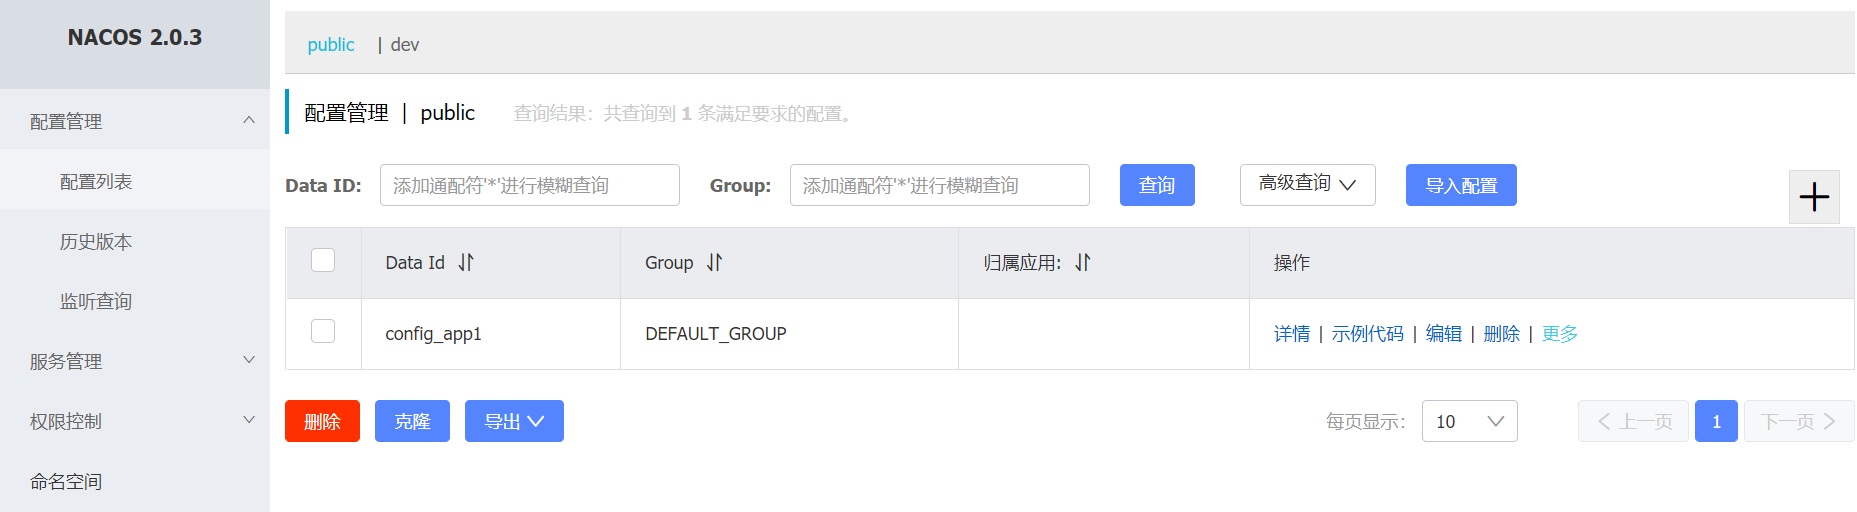 NACOS 2.0.3
配置管理
配置列表
历史版本
监听查询
服务管理
权限控制
命名空间
public | dev
配置管理 | public 查询结果：共查询到 1 条满足要求的配置。
Data ID: 添加通配符'*'进行模糊查询 Group: 添加通配符'*'进行模糊查询 查询 高级查询 导入配置
Data Id Group 归属应用: 操作
config_app1 DEFAULT_GROUP 详情 | 示例代码 | 编辑 | 删除 | 更多
删除 克隆 导出 每页显示： 10 上一页 1 下一页